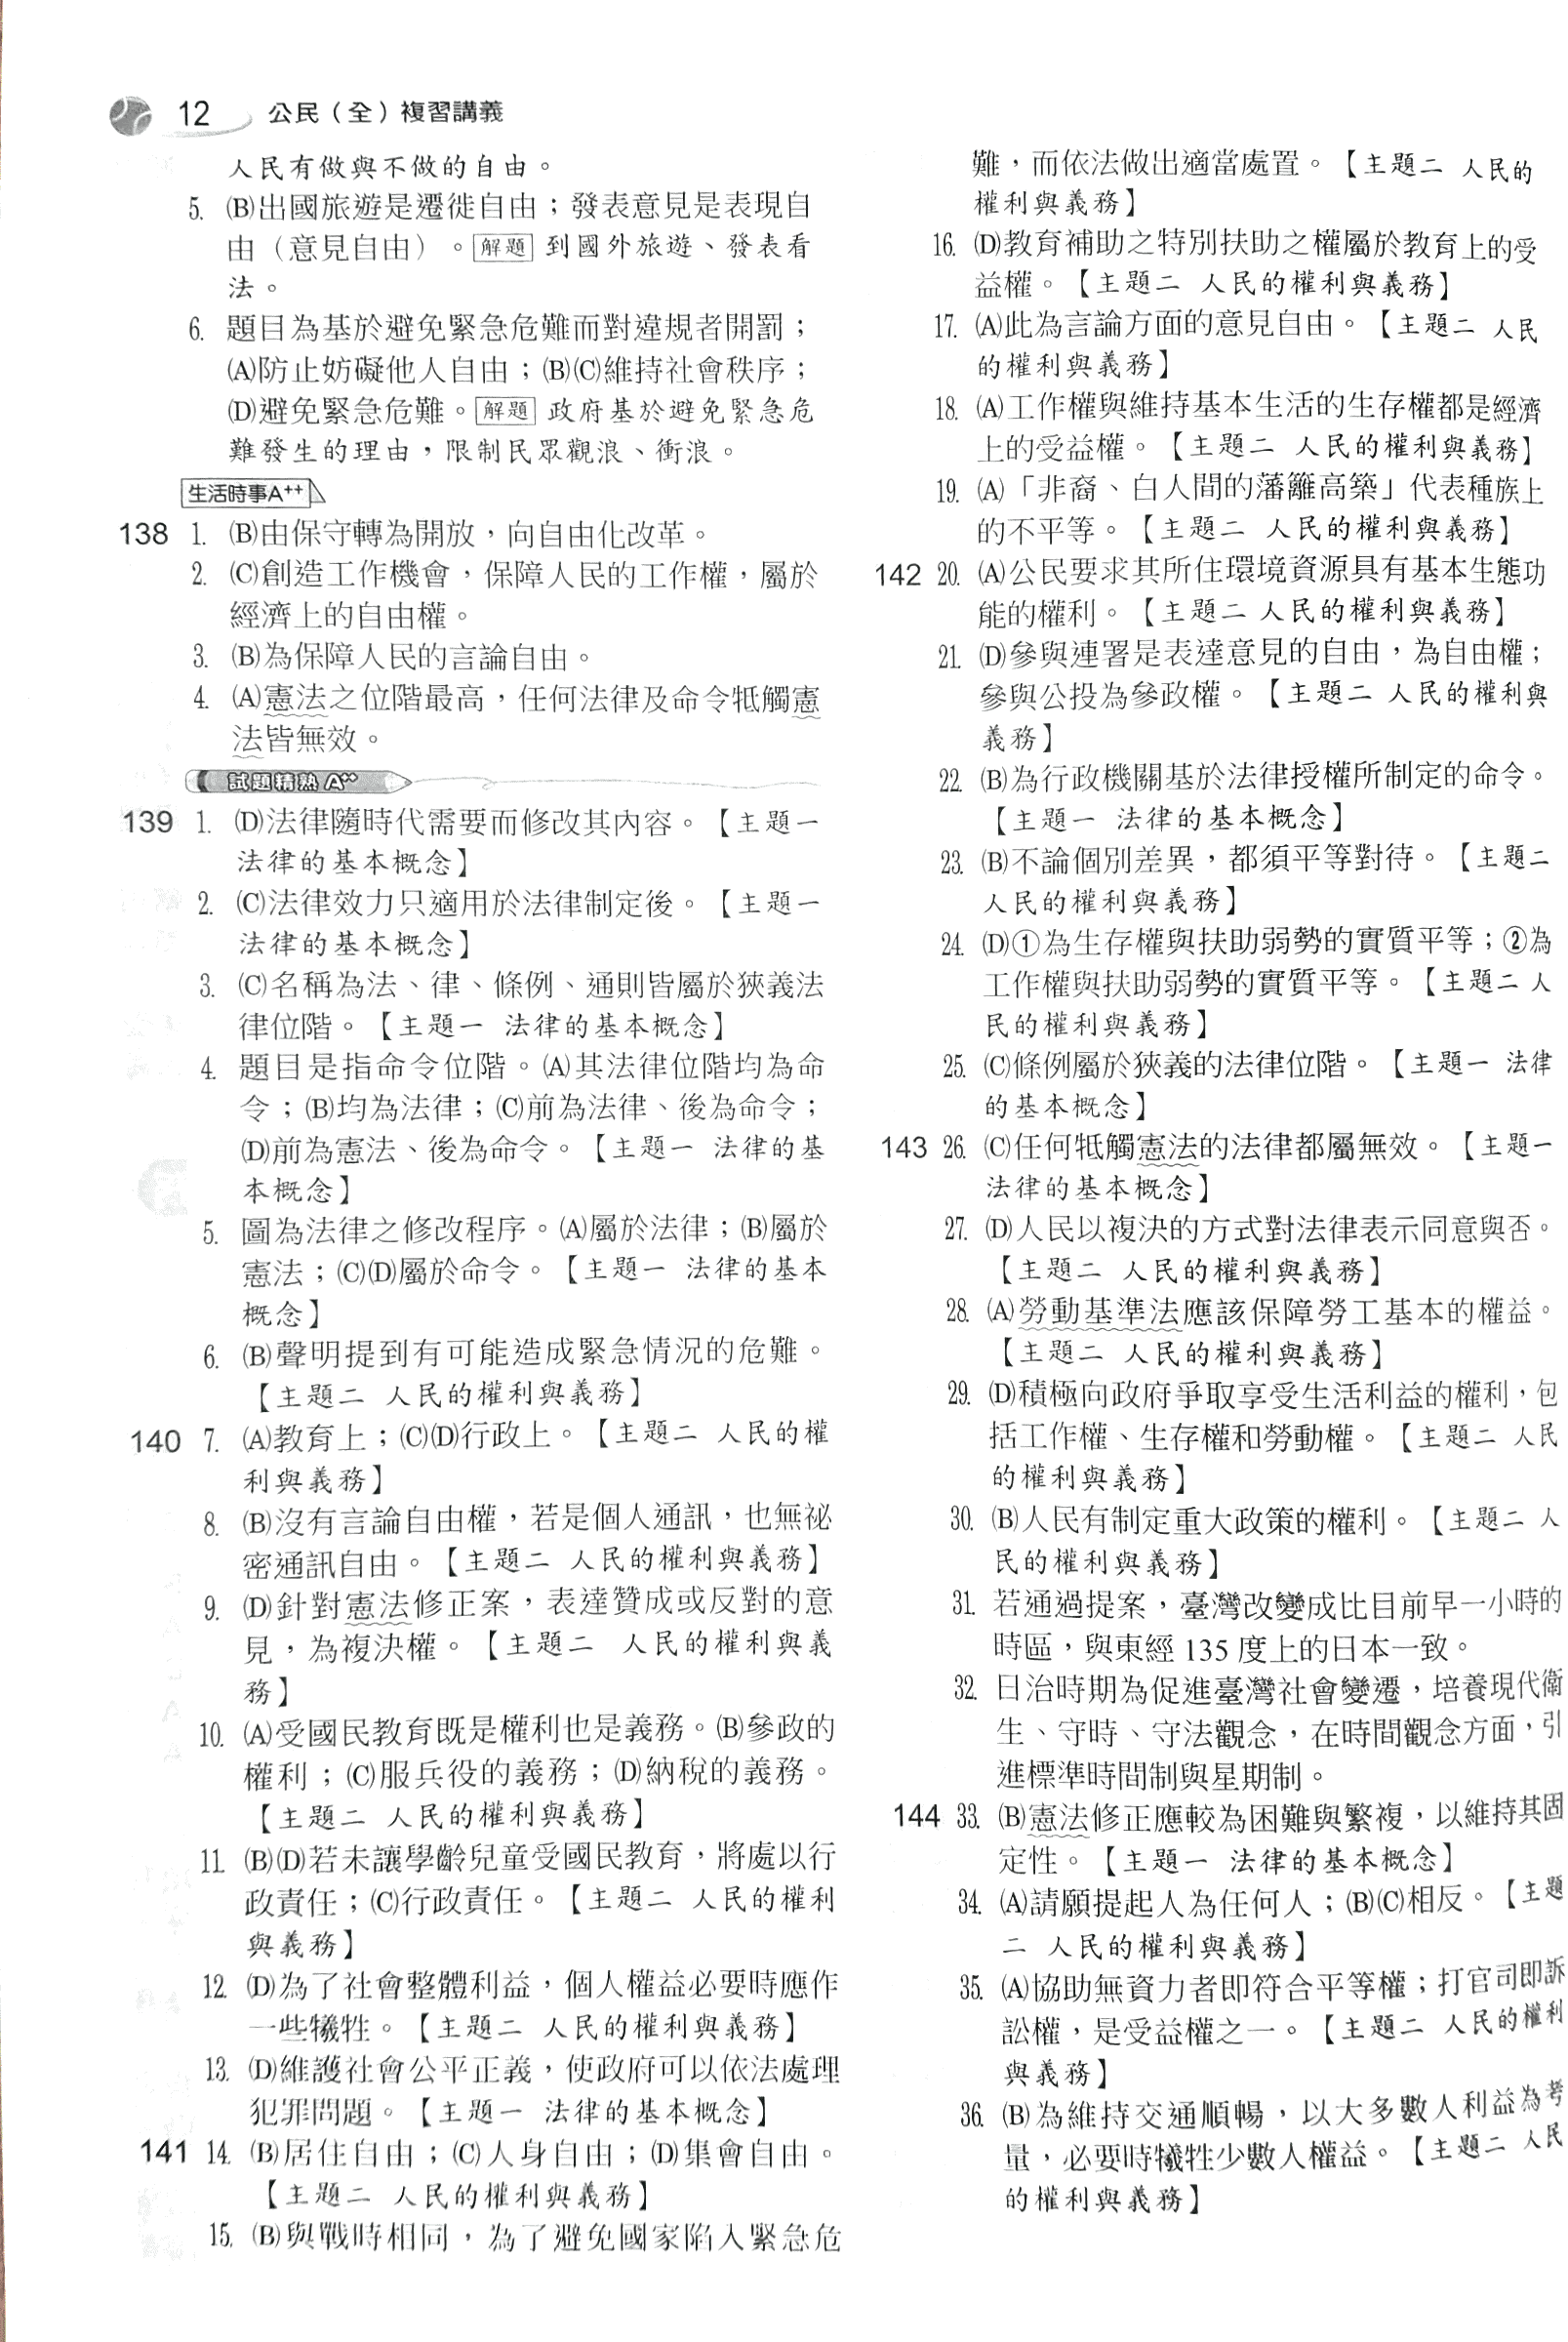 12 公民（全）複習講義
人民有做與不做的自由。
5. (B)出國旅遊是遷徙自由；發表意見是表現自
由（意見自由）。解題 到國外旅遊、發表看
法。
6. 題目為基於避免緊急危難而對違規者開罰；
(A)防止妨礙他人自由；(B)(C)維持社會秩序；
(D)避免緊急危難。解題 政府基於避免緊急危
難發生的理由，限制民眾觀浪、衝浪。
生活時事A++
138 1. (B)由保守轉為開放，向自由化改革。
2. (C)創造工作機會，保障人民的工作權，屬於
經濟上的自由權。
3. (B)為保障人民的言論自由。
4. (A)憲法之位階最高，任何法律及命令牴觸憲
法皆無效。
試題精熟A++
139 1. (D)法律隨時代需要而修改其內容。【主題一
法律的基本概念】
2. (C)法律效力只適用於法律制定後。【主題一
法律的基本概念】
3. (C)名稱為法、律、條例、通則皆屬於狹義法
律位階。【主題一 法律的基本概念】
4. 題目是指命令位階。(A)其法律位階均為命
令；(B)均為法律；(C)前為法律、後為命令；
(D)前為憲法、後為命令。【主題一 法律的基
本概念】
5. 圖為法律之修改程序。(A)屬於法律；(B)屬於
憲法；(C)(D)屬於命令。【主題一 法律的基本
概念】
6. (B)聲明提到有可能造成緊急情況的危難。
【主題二 人民的權利與義務】
140 7. (A)教育上；(C)(D)行政上。【主題二 人民的權
利與義務】
8. (B)沒有言論自由權，若是個人通訊，也無祕
密通訊自由。【主題二 人民的權利與義務】
9. (D)針對憲法修正案，表達贊成或反對的意
見，為複決權。【主題二 人民的權利與義
務】
10. (A)受國民教育既是權利也是義務。(B)參政的
權利；(C)服兵役的義務；(D)納稅的義務。
【主題二 人民的權利與義務】
11. (B)(D)若未讓學齡兒童受國民教育，將處以行
政責任；(C)行政責任。【主題二 人民的權利
與義務】
12. (D)為了社會整體利益，個人權益必要時應作
一些犧牲。【主題二 人民的權利與義務】
13. (D)維護社會公平正義，使政府可以依法處理
犯罪問題。【主題一 法律的基本概念】
141 14. (B)居住自由；(C)人身自由；(D)集會自由。
【主題二 人民的權利與義務】
15. (B)與戰時相同，為了避免國家陷入緊急危
難，而依法做出適當處置。【主題二 人民的
權利與義務】
16. (D)教育補助之特別扶助之權屬於教育上的受
益權。【主題二 人民的權利與義務】
17. (A)此為言論方面的意見自由。【主題二 人民
的權利與義務】
18. (A)工作權與維持基本生活的生存權都是經濟
上的受益權。【主題二 人民的權利與義務】
19. (A)「非裔、白人間的藩籬高築」代表種族上
的不平等。【主題二 人民的權利與義務】
142 20. (A)公民要求其所住環境資源具有基本生態功
能的權利。【主題二 人民的權利與義務】
21. (D)參與連署是表達意見的自由，為自由權；
參與公投為參政權。【主題二 人民的權利與
義務】
22. (B)為行政機關基於法律授權所制定的命令。
【主題一 法律的基本概念】
23. (B)不論個別差異，都須平等對待。【主題二
人民的權利與義務】
24. (D)①為生存權與扶助弱勢的實質平等；②為
工作權與扶助弱勢的實質平等。【主題二 人
民的權利與義務】
25. (C)條例屬於狹義的法律位階。【主題一 法律
的基本概念】
143 26. (C)任何牴觸憲法的法律都屬無效。【主題一
法律的基本概念】
27. (D)人民以複決的方式對法律表示同意與否。
【主題二 人民的權利與義務】
28. (A)勞動基準法應該保障勞工基本的權益。
【主題二 人民的權利與義務】
29. (D)積極向政府爭取享受生活利益的權利，包
括工作權、生存權和勞動權。【主題二 人民
的權利與義務】
30. (B)人民有制定重大政策的權利。【主題二 人
民的權利與義務】
31. 若通過提案，臺灣改變成比目前早一小時的
時區，與東經 135 度上的日本一致。
32. 日治時期為促進臺灣社會變遷，培養現代衛
生、守時、守法觀念，在時間觀念方面，引
進標準時間制與星期制。
144 33. (B)憲法修正應較為困難與繁複，以維持其固
定性。【主題一 法律的基本概念】
34. (A)請願提起人為任何人；(B)(C)相反。【主題
二 人民的權利與義務】
35. (A)協助無資力者即符合平等權；打官司即訴
訟權，是受益權之一。【主題二 人民的權利
與義務】
36. (B)為維持交通順暢，以大多數人利益為考
量，必要時犧牲少數人權益。【主題二 人民
的權利與義務】